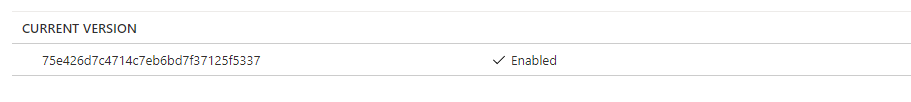 CURRENT VERSION
75e426d7c4714c7eb6bd7f37125f5337 Enabled